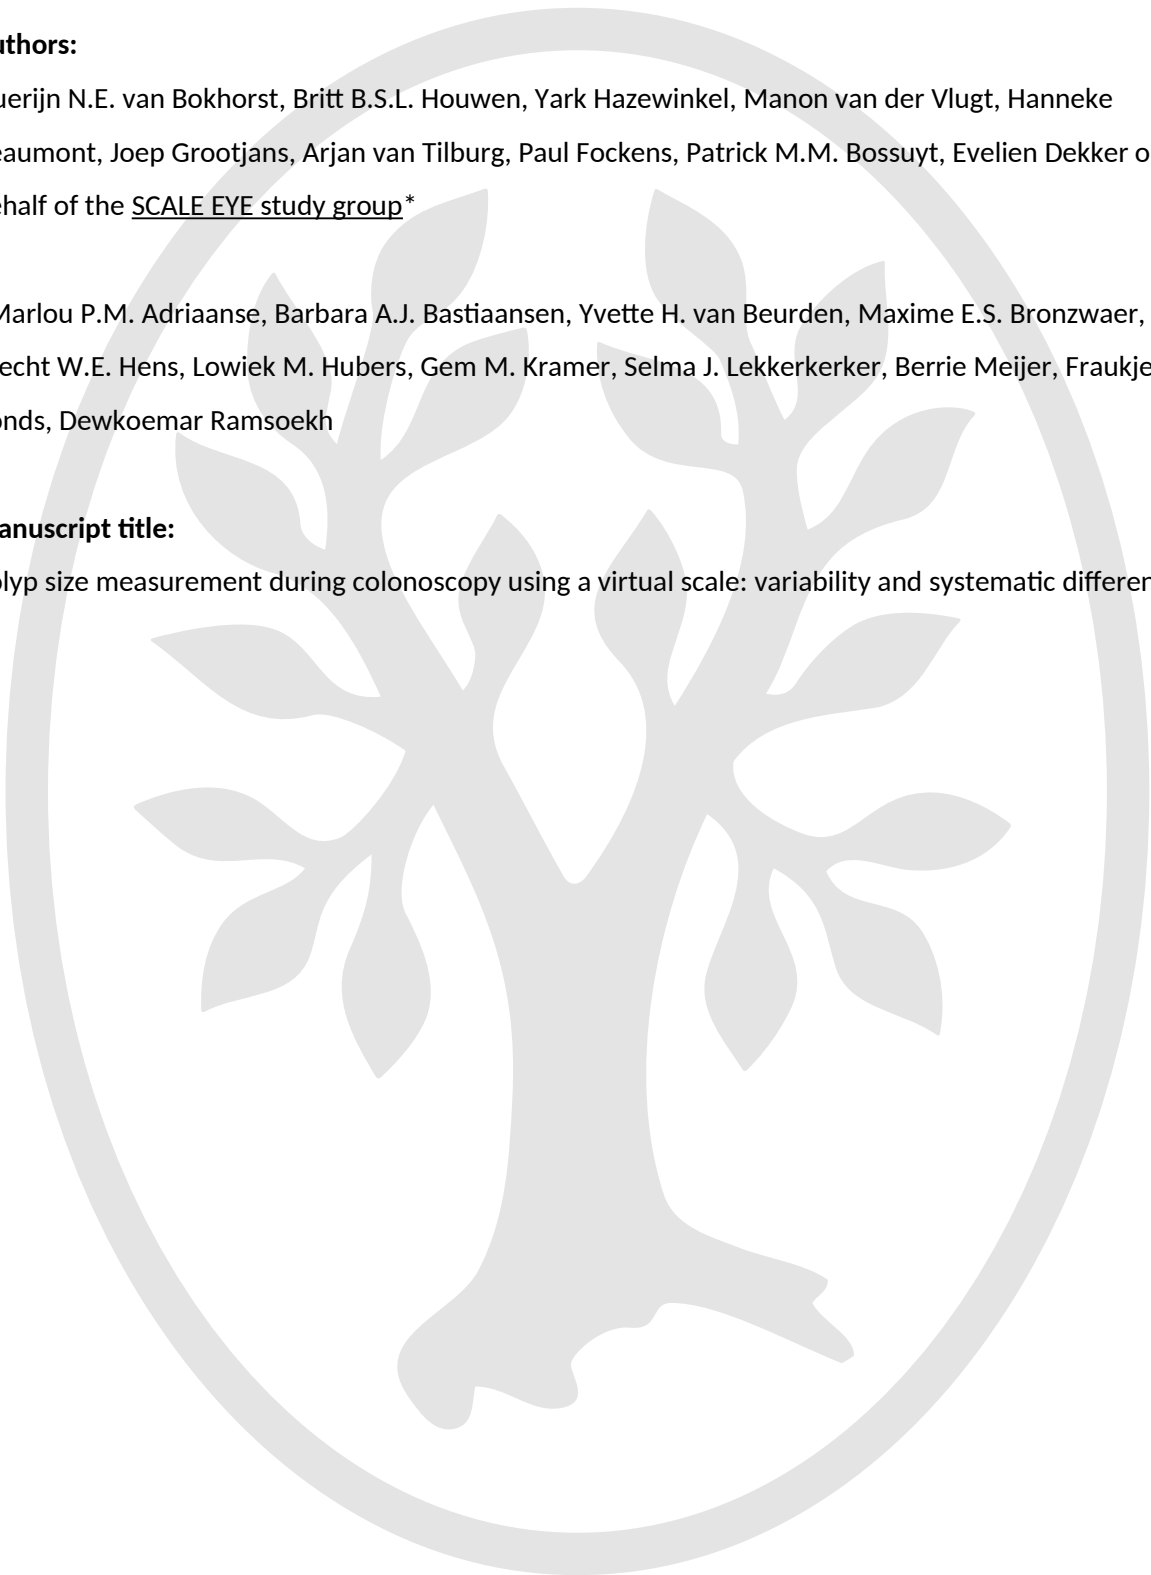 uthors:
uerijn N.E. van Bokhorst, Britt B.S.L. Houwen, Yark Hazewinkel, Manon van der Vlugt, Hanneke
eaumont, Joep Grootjans, Arjan van Tilburg, Paul Fockens, Patrick M.M. Bossuyt, Evelien Dekker o
ehalf of the SCALE EYE study group*
Marlou P.M. Adriaanse, Barbara A.J. Bastiaansen, Yvette H. van Beurden, Maxime E.S. Bronzwaer,
echt W.E. Hens, Lowiek M. Hubers, Gem M. Kramer, Selma J. Lekkerkerker, Berrie Meijer, Fraukje
onds, Dewkoemar Ramsoekh
anuscript title:
olyp size measurement during colonoscopy using a virtual scale: variability and systematic differen